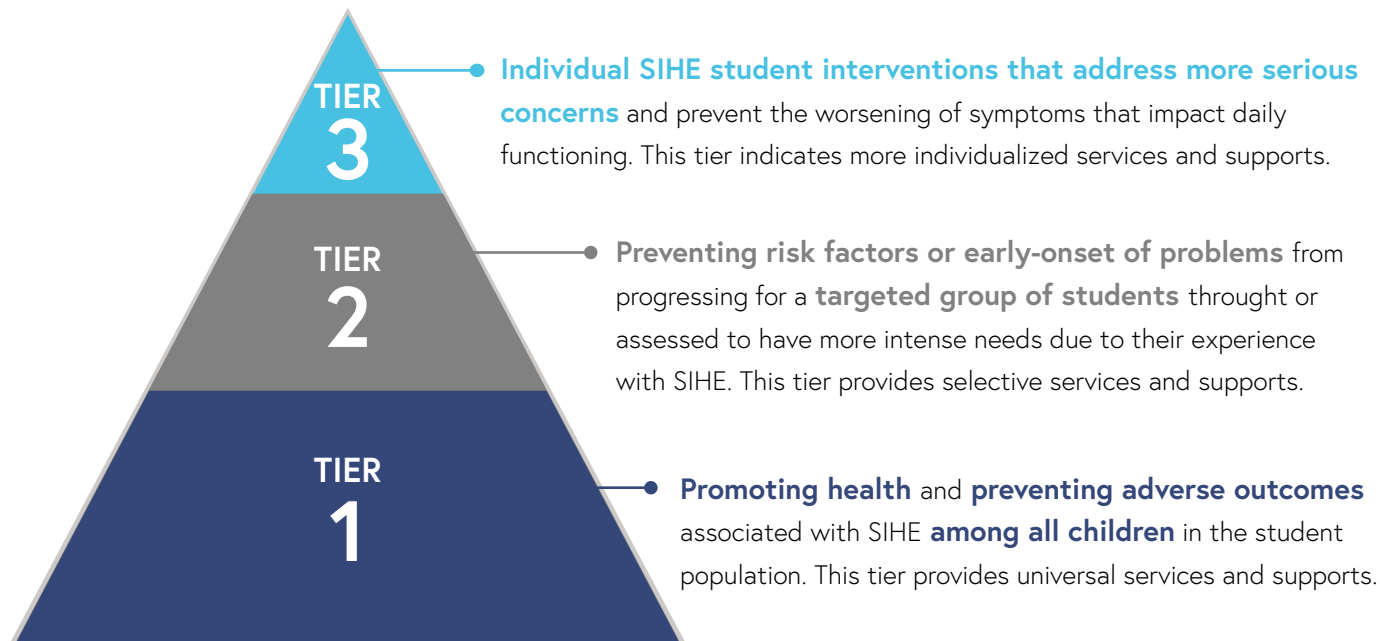 TIER
3
Individual SIHE student interventions that address more serious
concerns and prevent the worsening of symptoms that impact daily
functioning. This tier indicates more individualized services and supports.
TIER
2
Preventing risk factors or early-onset of problems from
progressing for a targeted group of students throught or
assessed to have more intense needs due to their experience
with SIHE. This tier provides selective services and supports.
TIER
1
Promoting health and preventing adverse outcomes
associated with SIHE among all children in the student
population. This tier provides universal services and supports.